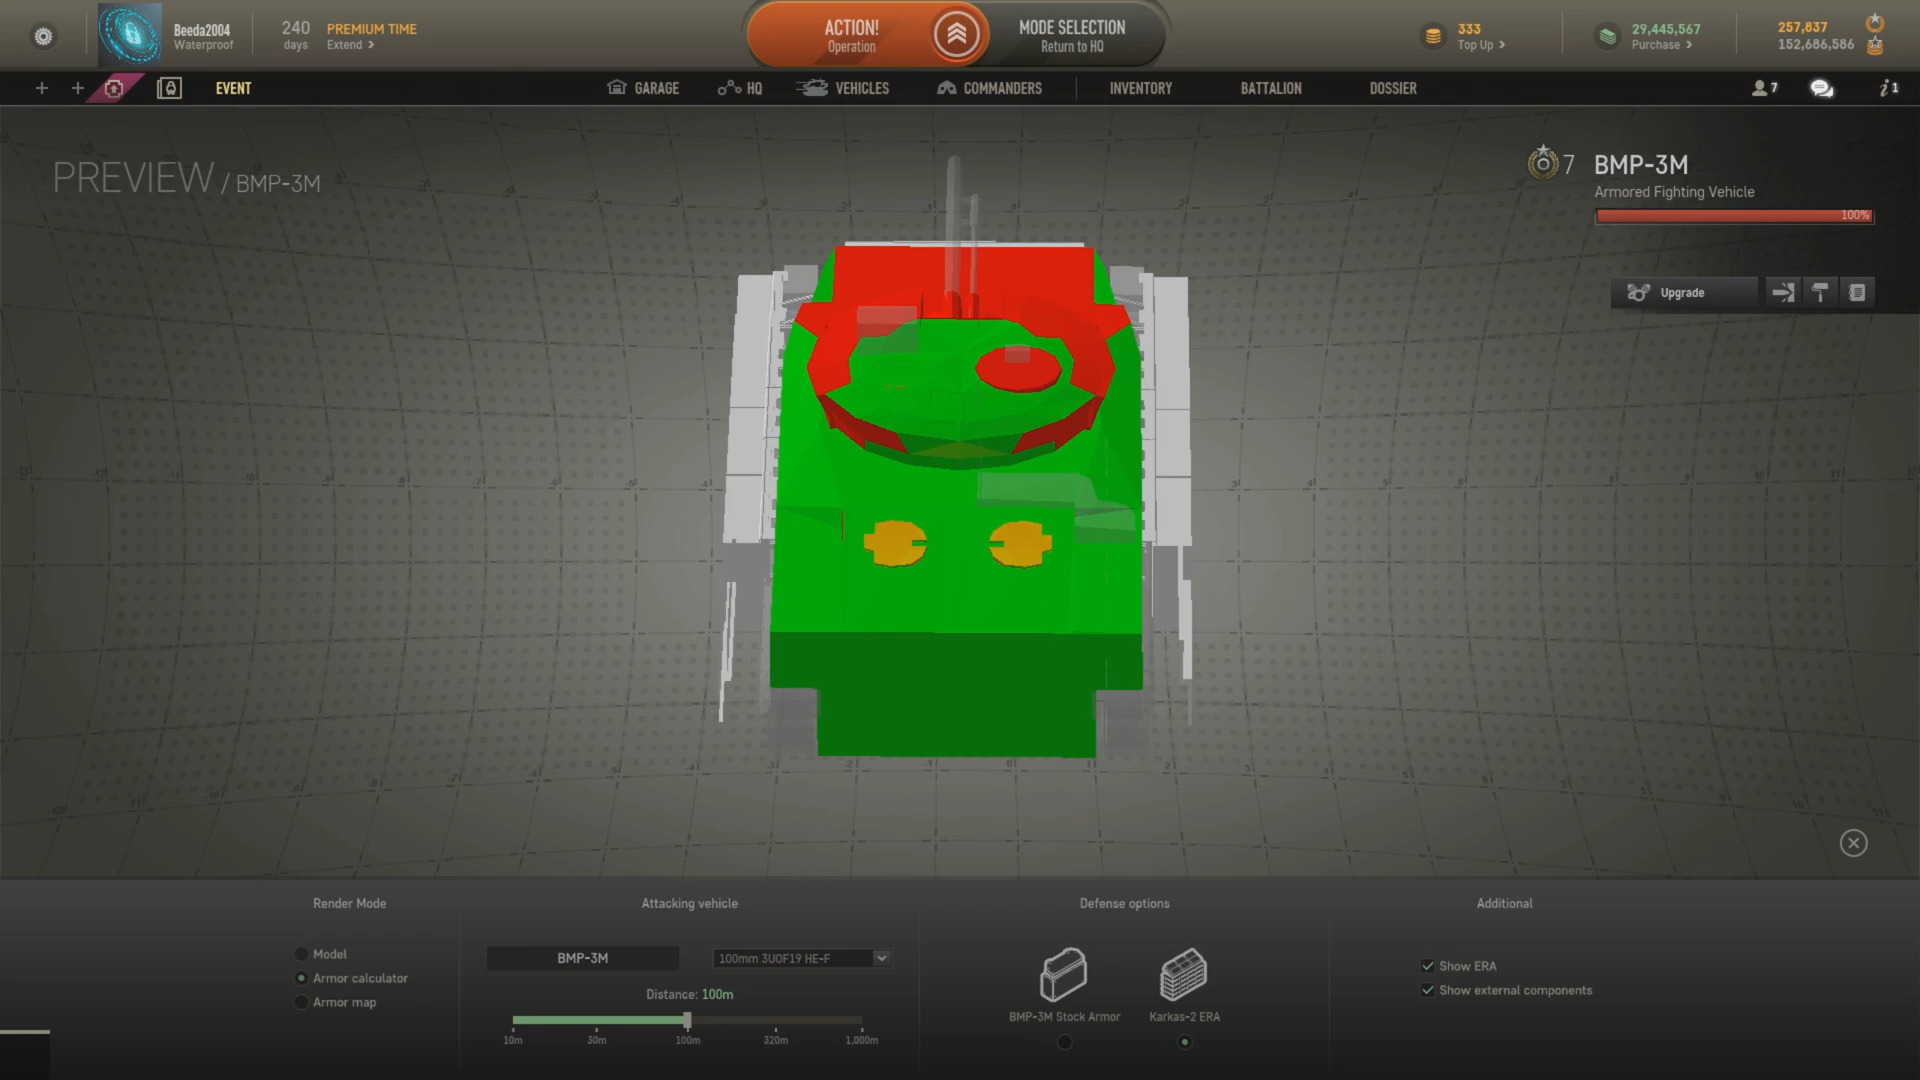 Beeda2004
Waterproof
240
days
PREMIUM TIME
Extend
ACTION!
Operation
MODE SELECTION
Return to HQ
333
Top Up
29,445,567
Purchase
257,837
152,686,586
EVENT
GARAGE
HQ
VEHICLES
COMMANDERS
INVENTORY
BATTALION
DOSSIER
7
1
PREVIEW / BMP-3M
7 BMP-3M
Armored Fighting Vehicle
100%
Upgrade
Render Mode
Model
Armor calculator
Armor map
Attacking vehicle
BMP-3M
100mm 3UOF19 HE-F
Distance: 100m
10m 30m 100m 320m 1,000m
Defense options
BMP-3M Stock Armor
Karkas-2 ERA
Additional
Show ERA
Show external components